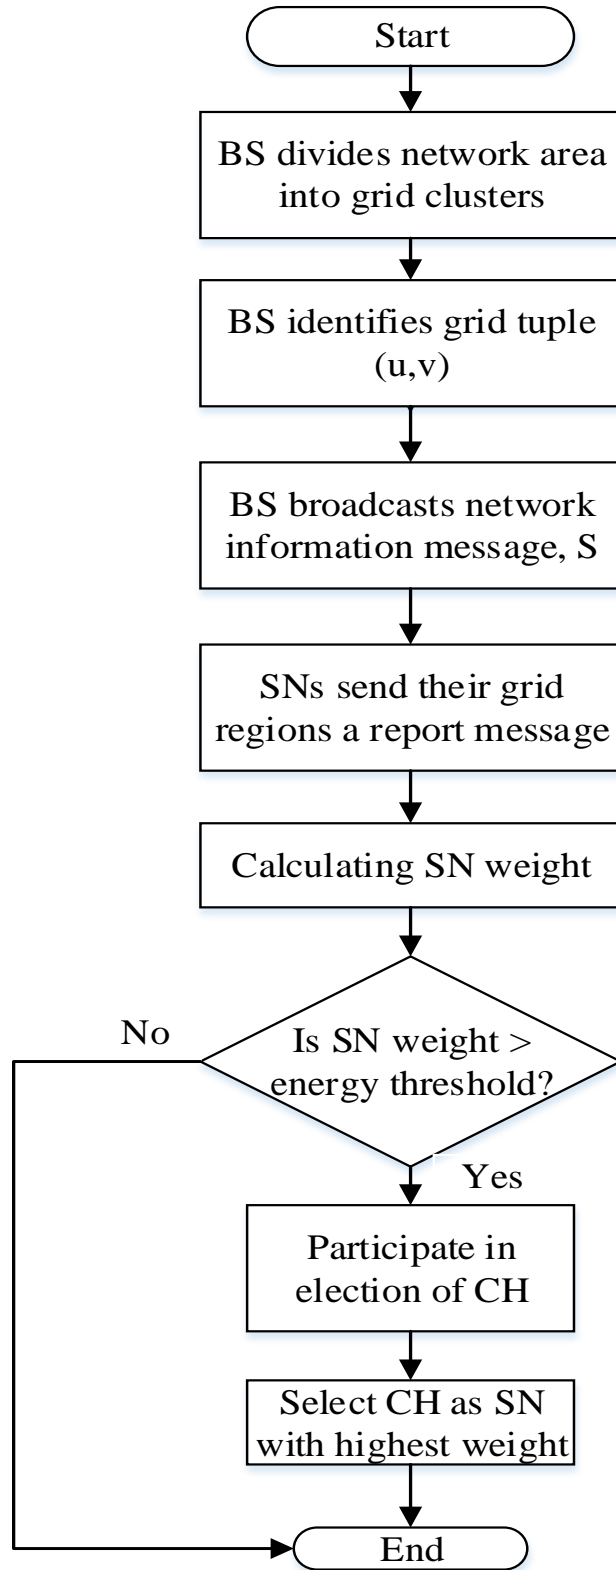 Start
BS divides network area
into grid clusters
BS identifies grid tuple
(u,v)
BS broadcasts network
information message, S
SNs send their grid
regions a report message
Calculating SN weight
No
Is SN weight >
energy threshold?
Yes
Participate in
election of CH
Select CH as SN
with highest weight
End